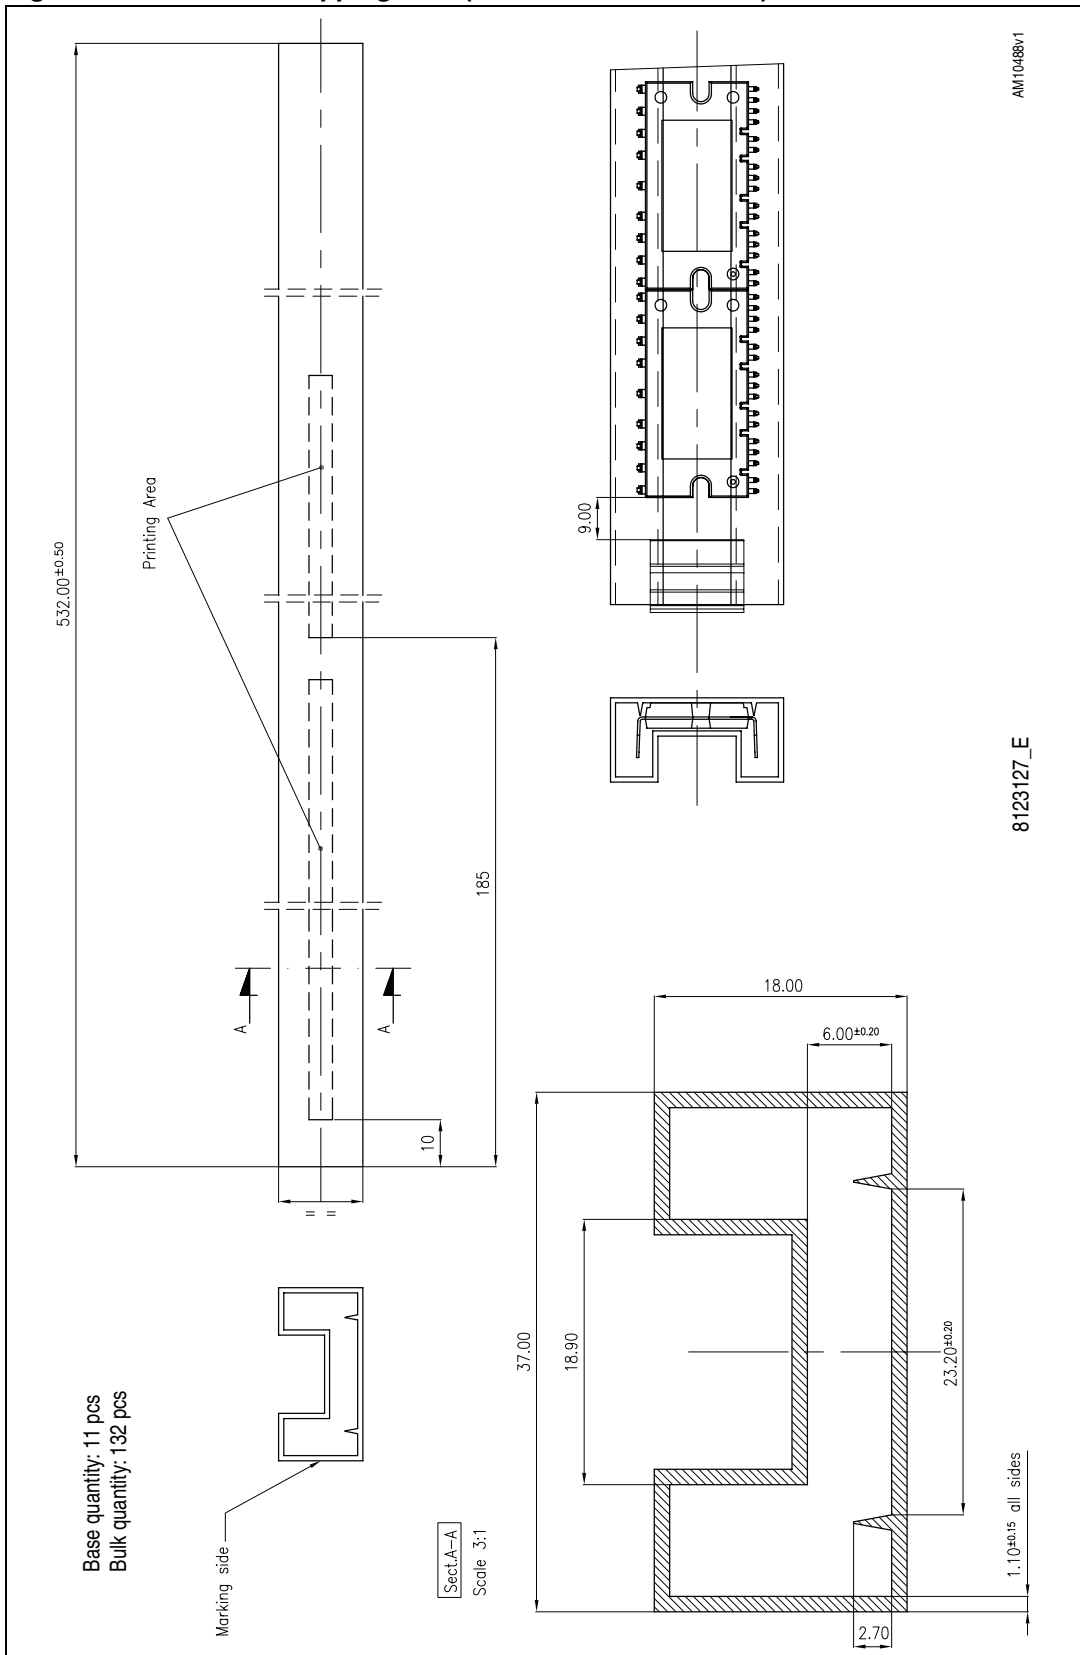 AM10488v1
532.00±0.50
Printing Area
9.00
185
8123127_E
A
A
10
= =
18.00
6.00±0.20
37.00
18.90
23.20±0.20
1.10±0.15 all sides
2.70
Base quantity: 11 pcs
Bulk quantity: 132 pcs
Marking side
Sect.A-A
Scale 3:1